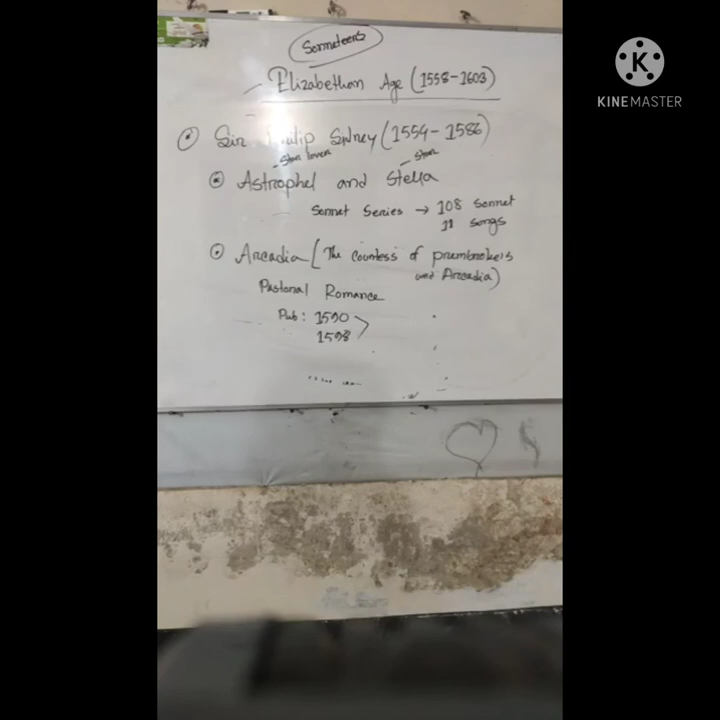 Sonneteers
Elizabethan Age (1558-1603)
Sir Philip Sidney (1554-1586)
- Star lover
- Star
Astrophel and Stella
Sonnet Series → 108 Sonnet
11 Songs
Arcadia (The Countess of prembrokers
and Arcadia)
Pastoral Romance
Pub: 1590
1598
K
KINEMASTER